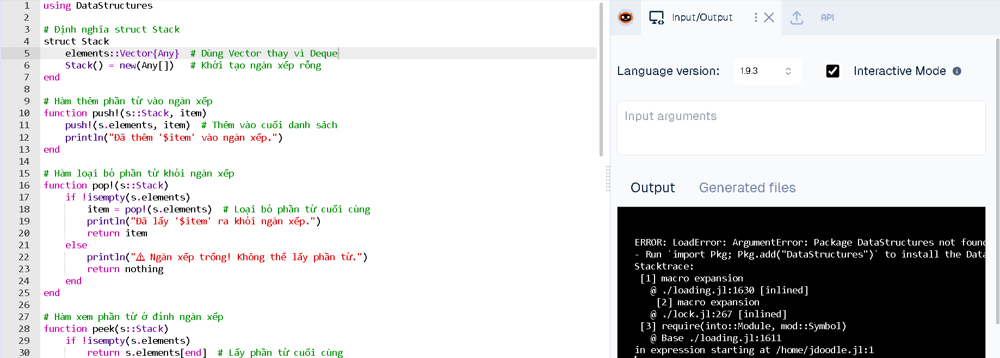 1 using DataStructures
2
3 # Định nghĩa struct Stack
4 struct Stack
5 elements::Vector{Any} # Dùng Vector thay vì Deque
6 Stack() = new(Any[]) # Khởi tạo ngăn xếp rỗng
7 end
8
9 # Hàm thêm phần tử vào ngăn xếp
10 function push!(s::Stack, item)
11 push!(s.elements, item) # Thêm vào cuối danh sách
12 println("Đã thêm '$item' vào ngăn xếp.")
13 end
14
15 # Hàm loại bỏ phần tử khỏi ngăn xếp
16 function pop!(s::Stack)
17 if !isempty(s.elements)
18 item = pop!(s.elements) # Loại bỏ phần tử cuối cùng
19 println("Đã lấy '$item' ra khỏi ngăn xếp.")
20 return item
21 else
22 println("⚠ Ngăn xếp trống! Không thể lấy phần tử.")
23 return nothing
24 end
25 end
26
27 # Hàm xem phần tử ở đỉnh ngăn xếp
28 function peek(s::Stack)
29 if !isempty(s.elements)
30 return s.elements[end] # Lấy phần tử cuối cùng
Input/Output
API
Language version: 1.9.3 Interactive Mode
Input arguments
Output Generated files
ERROR: LoadError: ArgumentError: Package DataStructures not found
- Run `import Pkg; Pkg.add("DataStructures")` to install the Data
Stacktrace:
[1] macro expansion
@ ./loading.jl:1630 [inlined]
[2] macro expansion
@ ./lock.jl:267 [inlined]
[3] require(into::Module, mod::Symbol)
@ Base ./loading.jl:1611
in expression starting at /home/jdoodle.jl:1